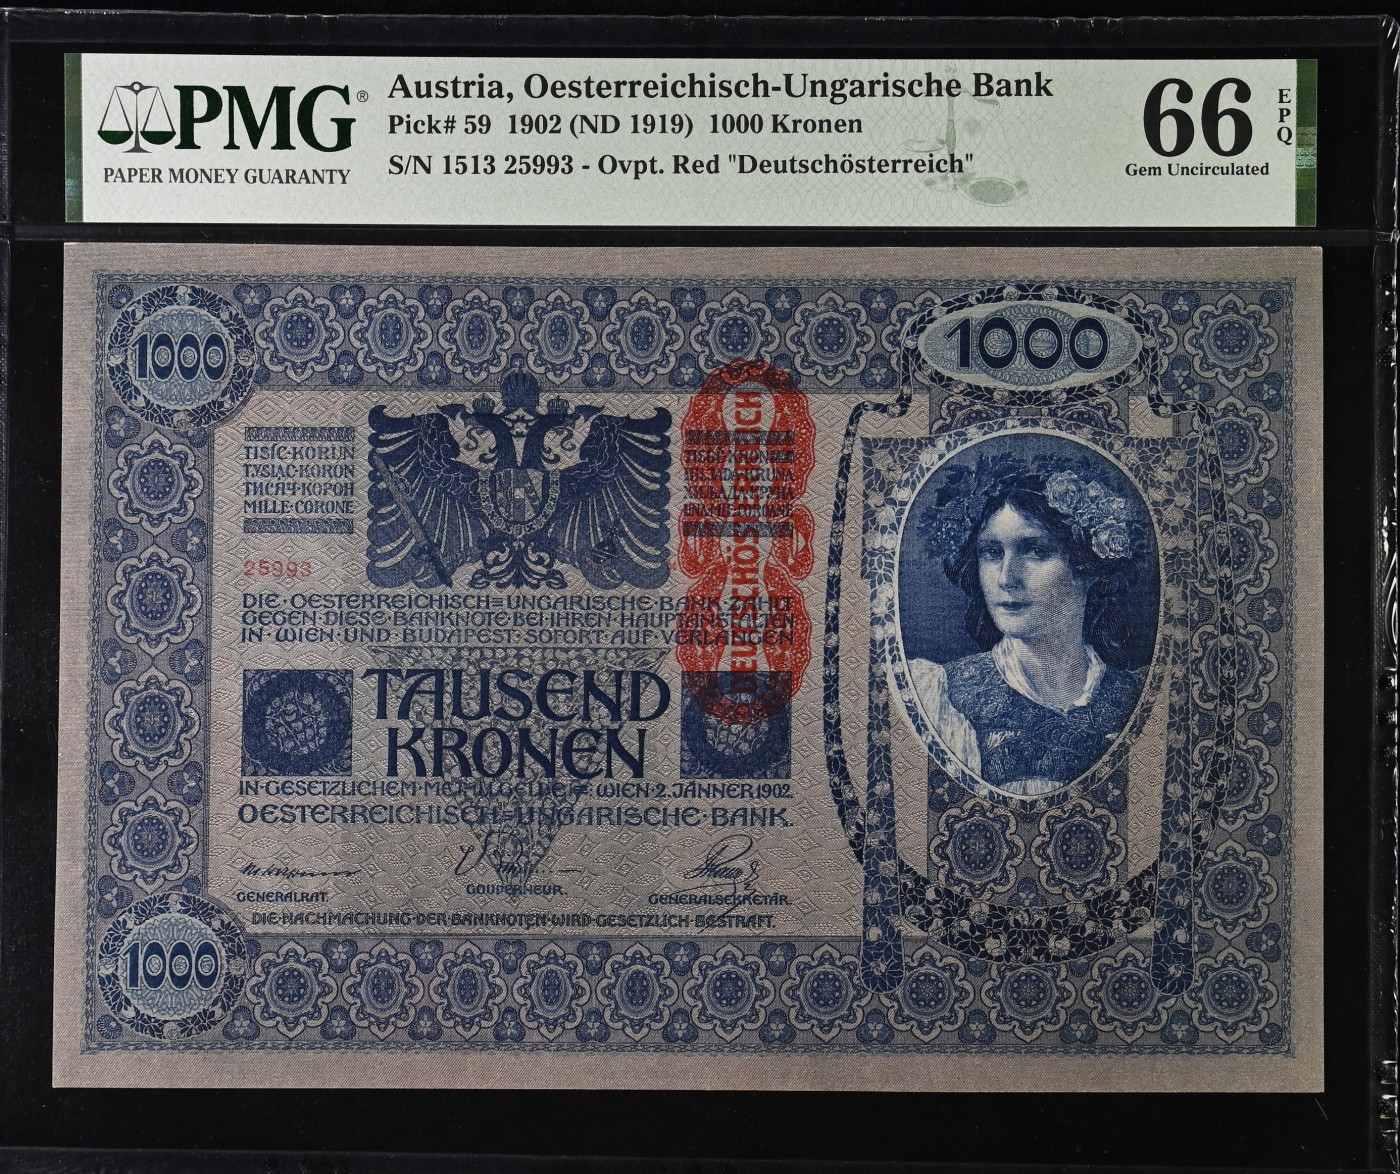 PMG®
PAPER MONEY GUARANTY
Austria, Oesterreichisch-Ungarische Bank
Pick# 59 1902 (ND 1919) 1000 Kronen
S/N 1513 25993 - Ovpt. Red "Deutschösterreich"
66
EPQ
Gem Uncirculated
1000
1000
TISÍC·KORUN
TYSIĄC·KORON
ТИСЯЧ·КОРОН
MILLE·CORONE
DEUTSCHÖSTERREICH
25993
DIE·OESTERREICHISCH=UNGARISCHE·BANK·ZAHLT
GEGEN·DIESE·BANKNOTE·BEI·IHREN·HAUPTANSTALTEN
IN·WIEN·UND·BUDAPEST·SOFORT·AUF·VERLANGEN
TAUSEND
KRONEN
IN·GESETZLICHEM·METALLGELDE=WIEN·2.JÄNNER1902
OESTERREICHISCH=UNGARISCHE·BANK.
GENERALRAT.
GOUVERNEUR.
GENERALSEKRETÄR.
DIE·NACHMACHUNG·DER·BANKNOTEN·WIRD·GESETZLICH·BESTRAFT.
1000